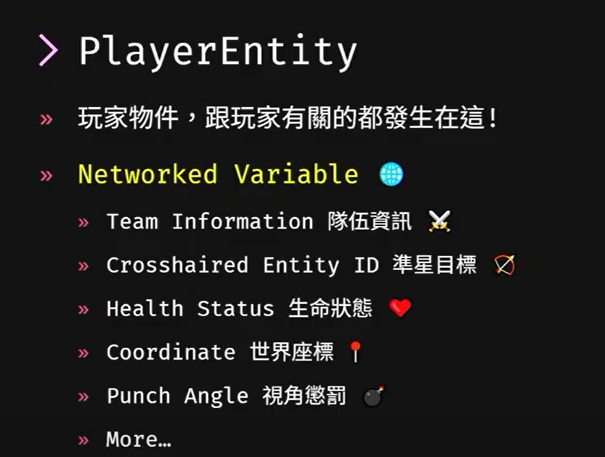 PlayerEntity
» 玩家物件，跟玩家有關的都發生在這!
» Networked Variable 🌐
» Team Information 隊伍資訊 ⚔️
» Crosshaired Entity ID 準星目標 🏹
» Health Status 生命狀態 ❤️
» Coordinate 世界座標 📍
» Punch Angle 視角懲罰 💣
» More…